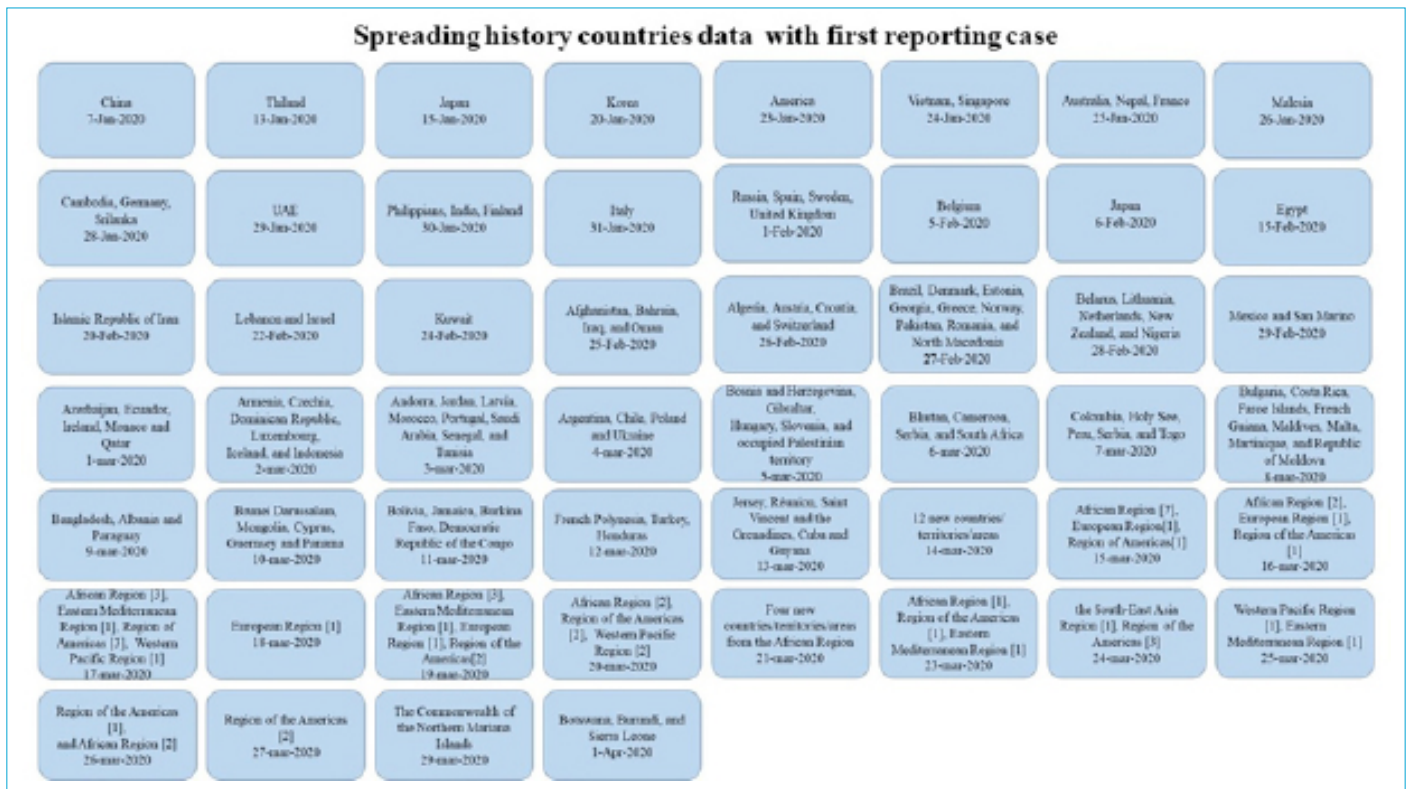 Spreading history countries data with first reporting case
China
7-Jan-2020
Thiland
13-Jan-2020
Japan
15-Jan-2020
Korea
20-Jan-2020
America
23-Jan-2020
Vietnam, Singapore
24-Jan-2020
Australia, Nepal, France
25-Jan-2020
Malesia
26-Jan-2020
Cambodia, Germany,
Srilanka
28-Jan-2020
UAE
29-Jan-2020
Philippians, India, Finland
30-Jan-2020
Italy
31-Jan-2020
Russia, Spain, Sweden,
United Kingdom
1-Feb-2020
Belgium
5-Feb-2020
Japan
6-Feb-2020
Egypt
15-Feb-2020
Islamic Republic of Iran
20-Feb-2020
Lebanon and Israel
22-Feb-2020
Kuwait
24-Feb-2020
Afghanistan, Bahrain,
Iraq, and Oman
25-Feb-2020
Algeria, Austria, Croatia,
and Switzerland
26-Feb-2020
Brazil, Denmark, Estonia,
Georgia, Greece, Norway,
Pakistan, Romania, and
North Macedonia
27-Feb-2020
Belarus, Lithuania,
Netherlands, New
Zealand, and Nigeria
28-Feb-2020
Mexico and San Marino
29-Feb-2020
Azerbaijan, Ecuador,
Ireland, Monaco and
Qatar
1-mar-2020
Armenia, Czechia,
Dominican Republic,
Luxembourg,
Iceland, and Indonesia
2-mar-2020
Andorra, Jordan, Latvia,
Morocco, Portugal, Saudi
Arabia, Senegal, and
Tunisia
3-mar-2020
Argentina, Chile, Poland
and Ukraine
4-mar-2020
Bosnia and Herzegovina,
Gibraltar,
Hungary, Slovenia, and
occupied Palestinian
territory
5-mar-2020
Bhutan, Cameroon,
Serbia, and South Africa
6-mar-2020
Colombia, Holy See,
Peru, Serbia, and Togo
7-mar-2020
Bulgaria, Costa Rica,
Faroe Islands, French
Guiana, Maldives, Malta,
Martinique, and Republic
of Moldova
8-mar-2020
Bangladesh, Albania and
Paraguay
9-mar-2020
Brunei Darussalam,
Mongolia, Cyprus,
Guernsey and Panama
10-mar-2020
Bolivia, Jamaica, Burkina
Faso, Democratic
Republic of the Congo
11-mar-2020
French Polynesia, Turkey,
Honduras
12-mar-2020
Jersey, Réunion, Saint
Vincent and the
Grenadines, Cuba and
Guyana
13-mar-2020
12 new countries/
territories/areas
14-mar-2020
African Region [7],
European Region[1],
Region of Americas[1]
15-mar-2020
African Region [2],
European Region [1],
Region of the Americas
[1]
16-mar-2020
African Region [3],
Eastern Mediterranean
Region [1], Region of
Americas [3], Western
Pacific Region [1]
17-mar-2020
European Region [1]
18-mar-2020
African Region [3],
Eastern Mediterranean
Region [1], European
Region [1], Region of the
Americas[2]
19-mar-2020
African Region [2],
Region of the Americas
[2], Western Pacific
Region [2]
20-mar-2020
Four new
countries/territories/areas
from the African Region
21-mar-2020
African Region [1],
Region of the Americas
[1], Eastern
Mediterranean Region [1]
23-mar-2020
the South-East Asia
Region [1], Region of the
Americas [3]
24-mar-2020
Western Pacific Region
[1], Eastern
Mediterranean Region [1]
25-mar-2020
Region of the Americas
[1],
and African Region [2]
26-mar-2020
Region of the Americas
[2]
27-mar-2020
The Commonwealth of
the Northern Mariana
Islands
29-mar-2020
Botswana, Burundi, and
Sierra Leone
1-Apr-2020